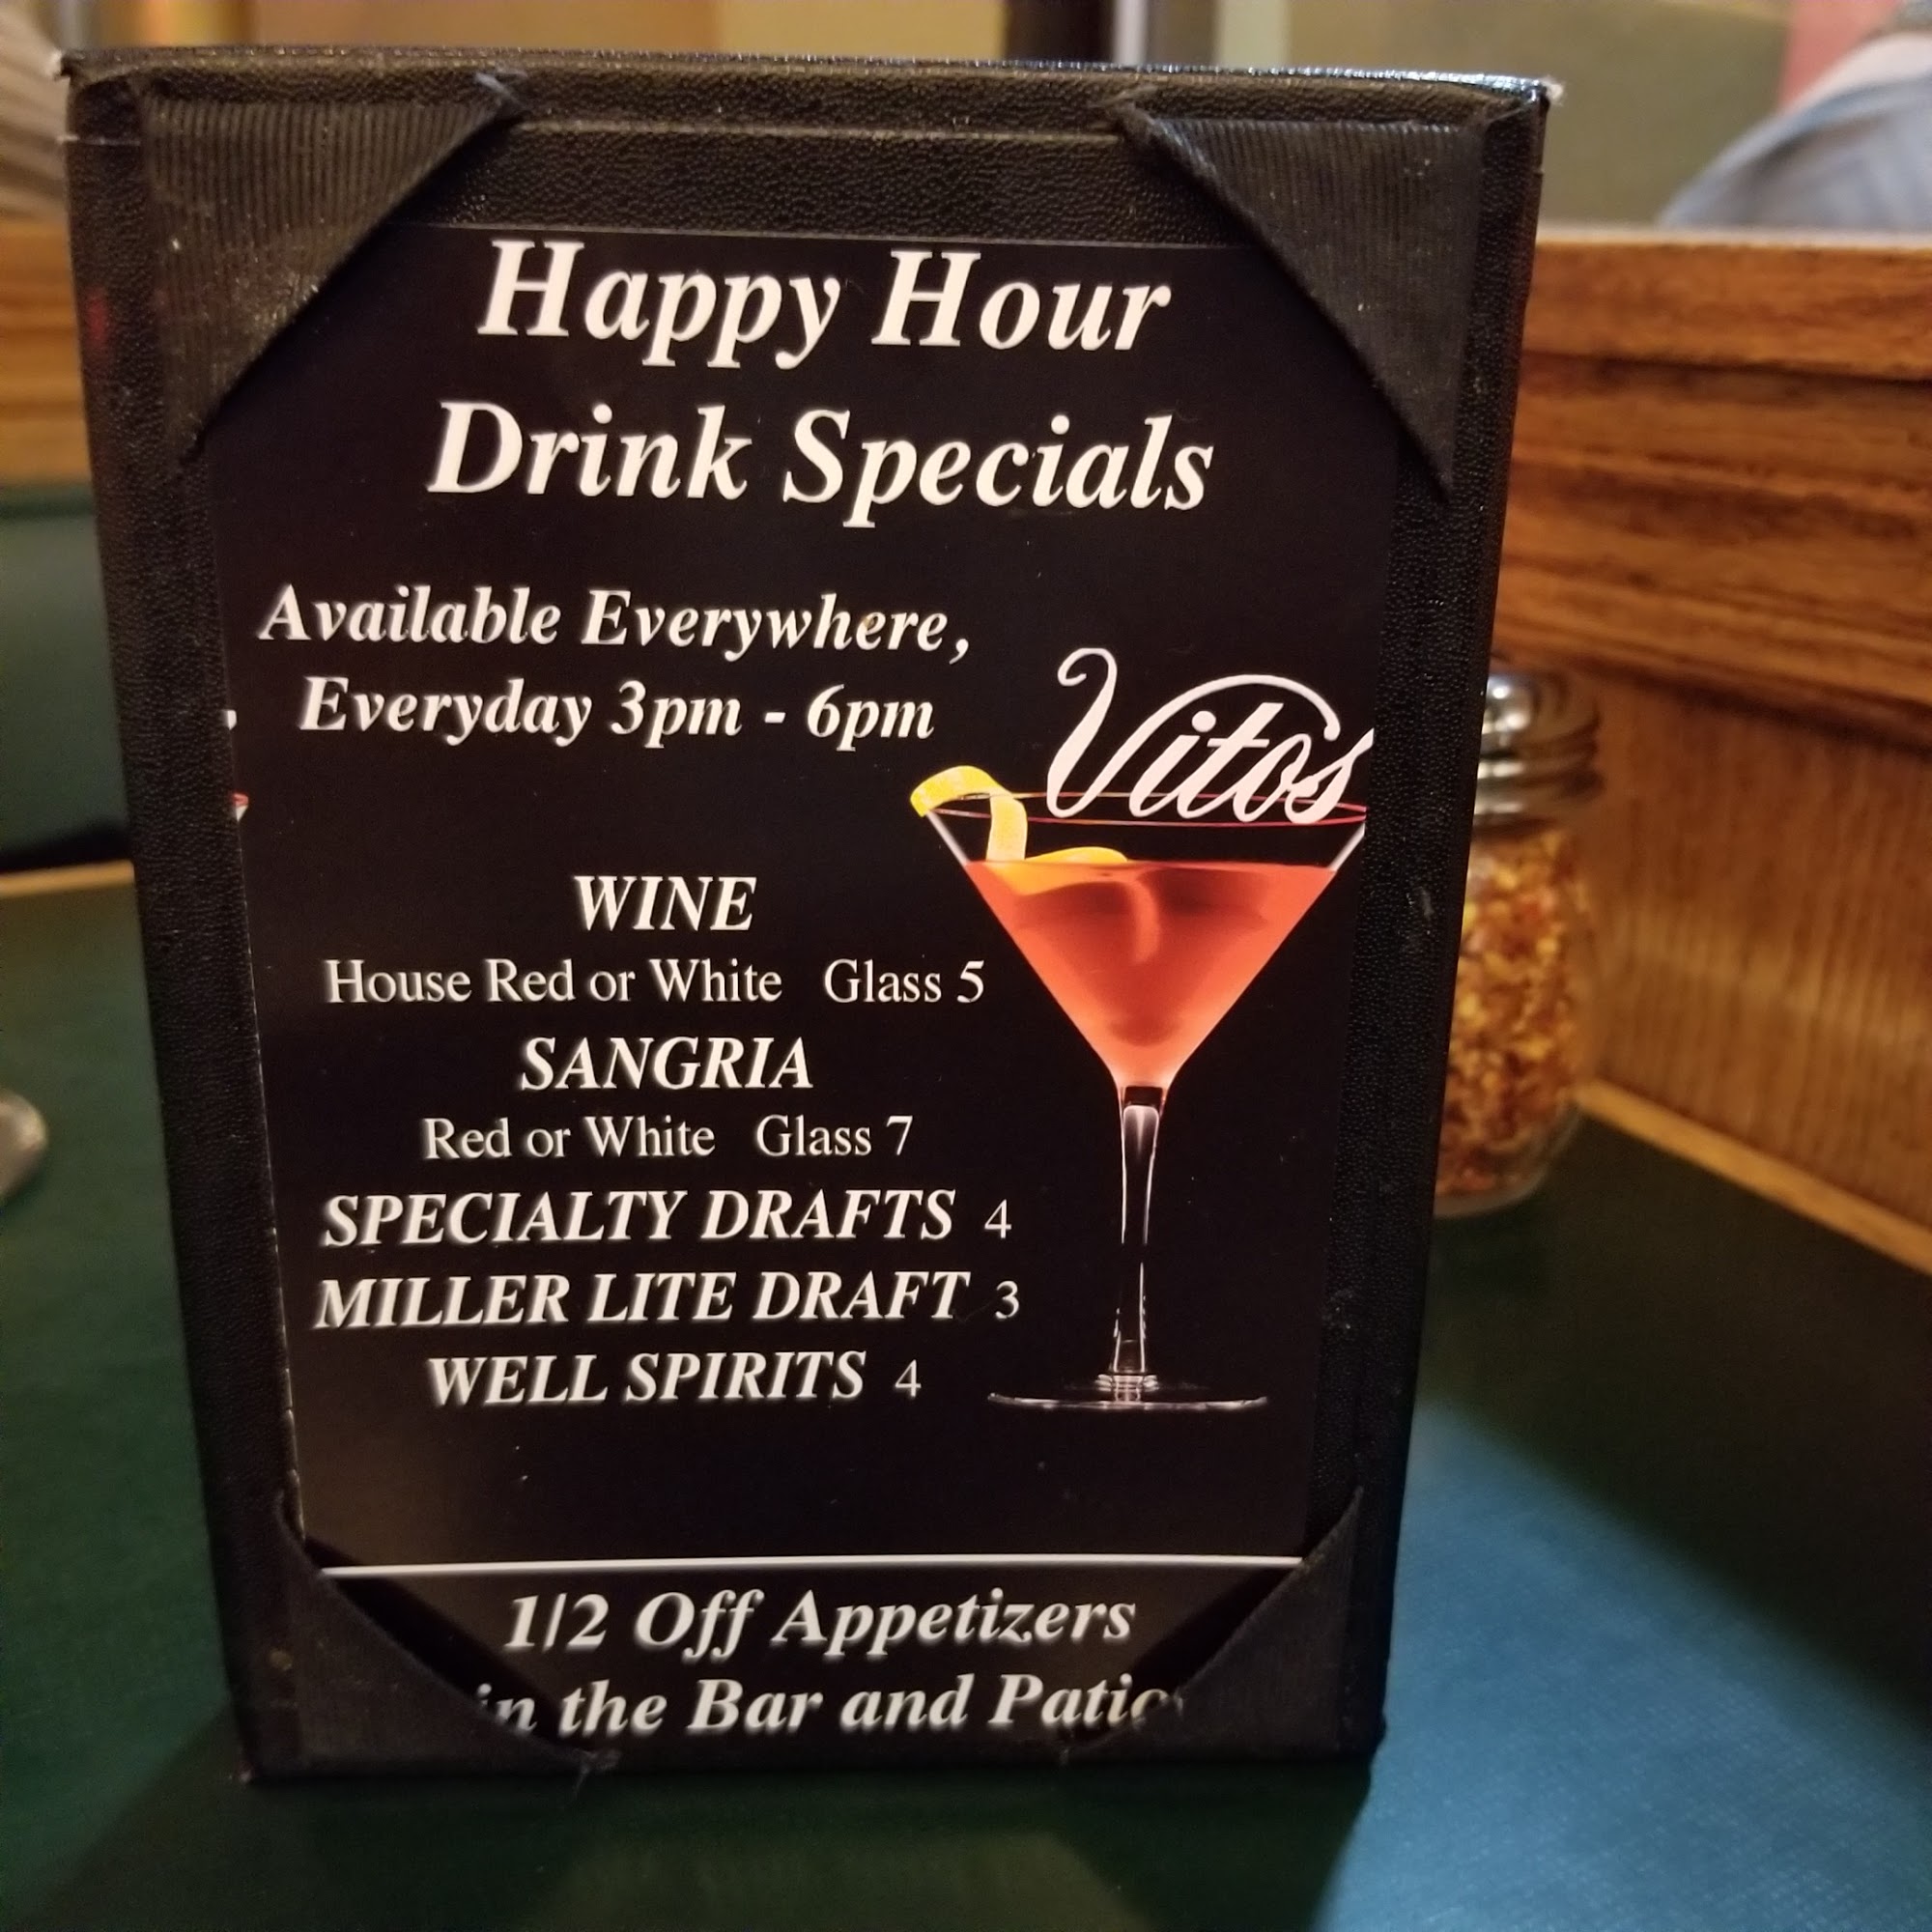 Happy Hour
Drink Specials
Available Everywhere,
Everyday 3pm - 6pm
Vitos
WINE
House Red or White Glass 5
SANGRIA
Red or White Glass 7
SPECIALTY DRAFTS 4
MILLER LITE DRAFT 3
WELL SPIRITS 4
1/2 Off Appetizers
in the Bar and Patio